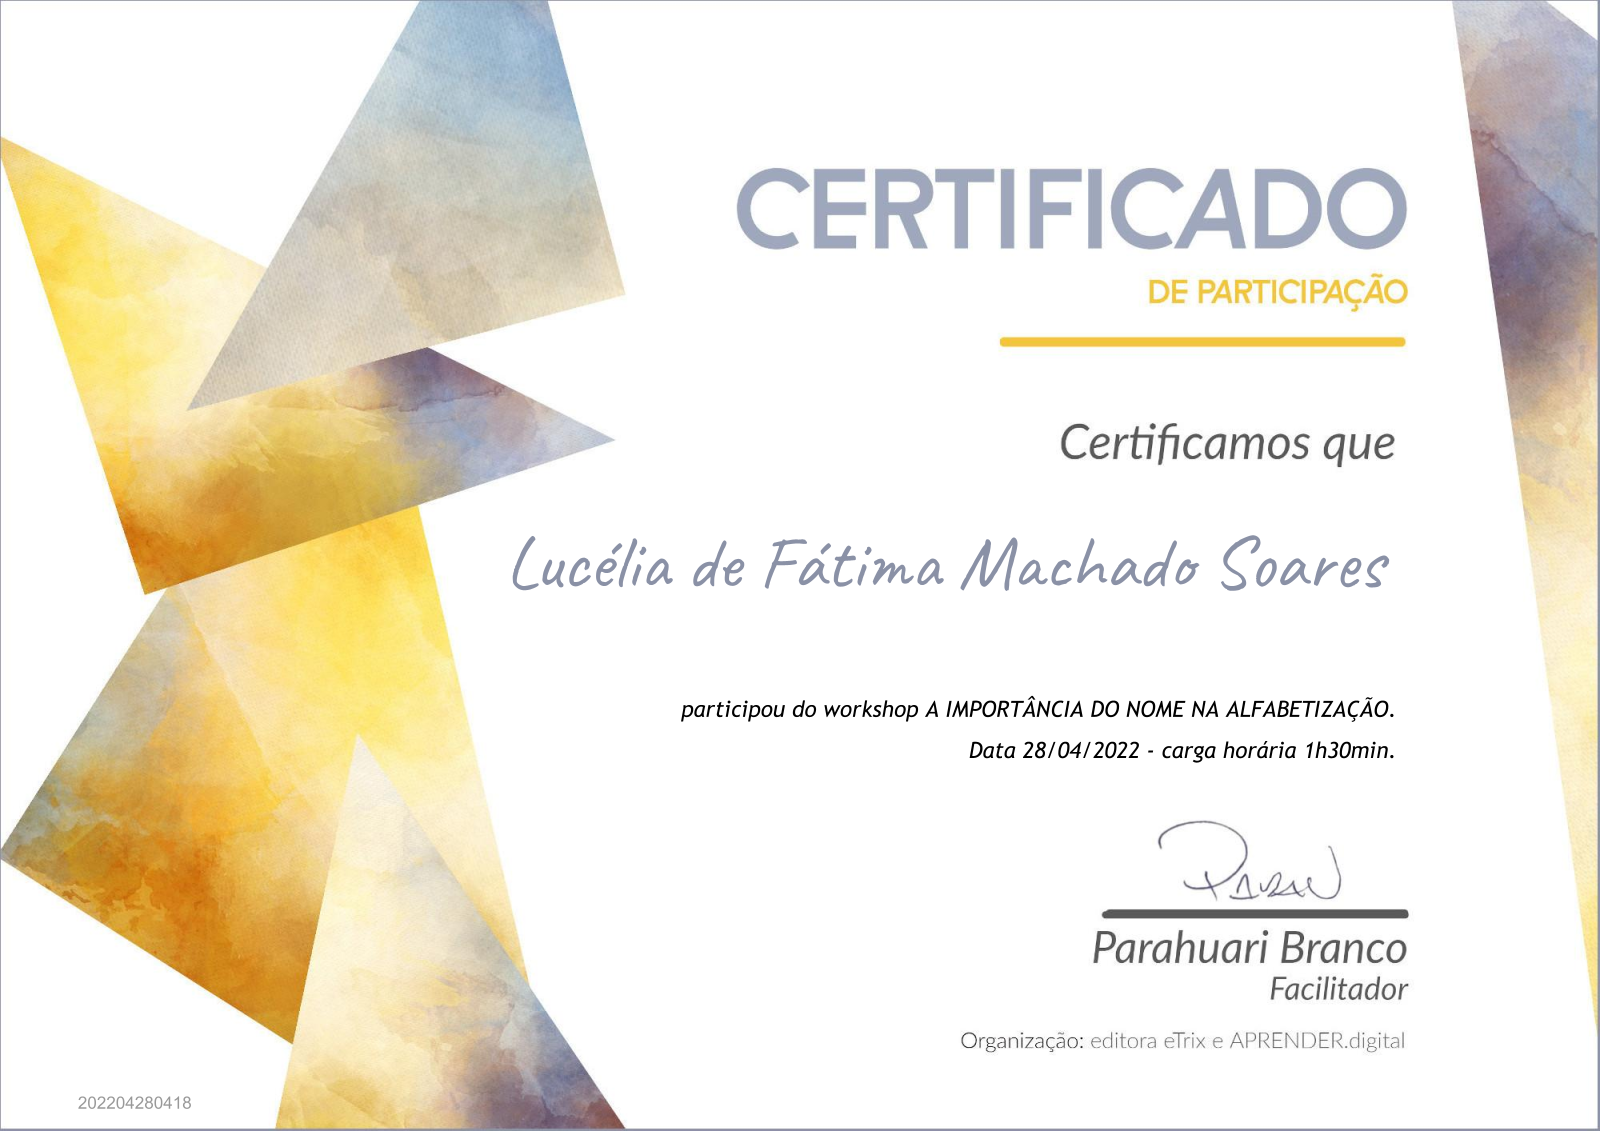 CERTIFICADO
DE PARTICIPAÇÃO
Certificamos que
Lucélia de Fátima Machado Soares
participou do workshop A IMPORTÂNCIA DO NOME NA ALFABETIZAÇÃO.
Data 28/04/2022 - carga horária 1h30min.
Parahuari Branco
Facilitador
Organização: editora eTrix e APRENDER.digital
202204280418